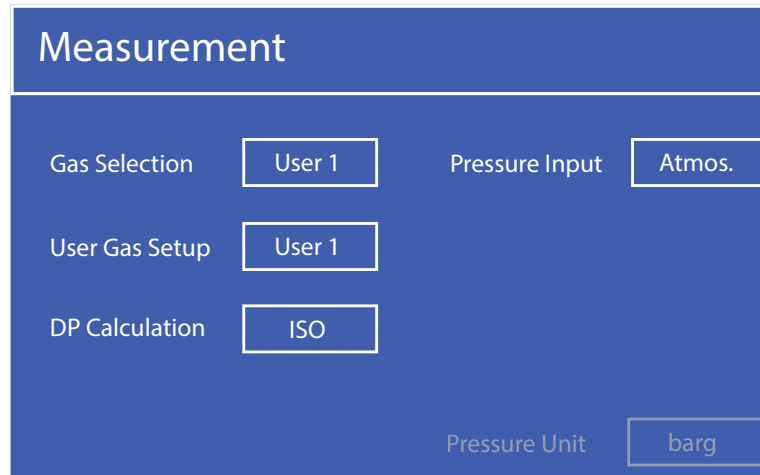 Measurement
Gas Selection User 1 Pressure Input Atmos.
User Gas Setup User 1
DP Calculation ISO
Pressure Unit barg